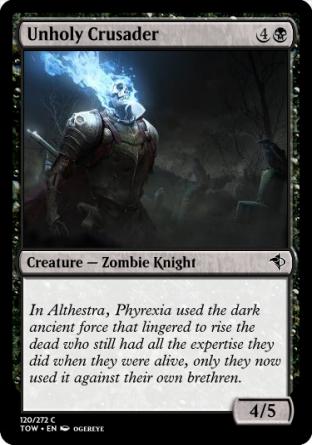 Unholy Crusader 4
Creature — Zombie Knight
In Althestra, Phyrexia used the dark
ancient force that lingered to rise the
dead who still had all the expertise they
did when they were alive, only they now
used it against their own brethren.
120/272 C
TOW • EN OGEREYE
4/5